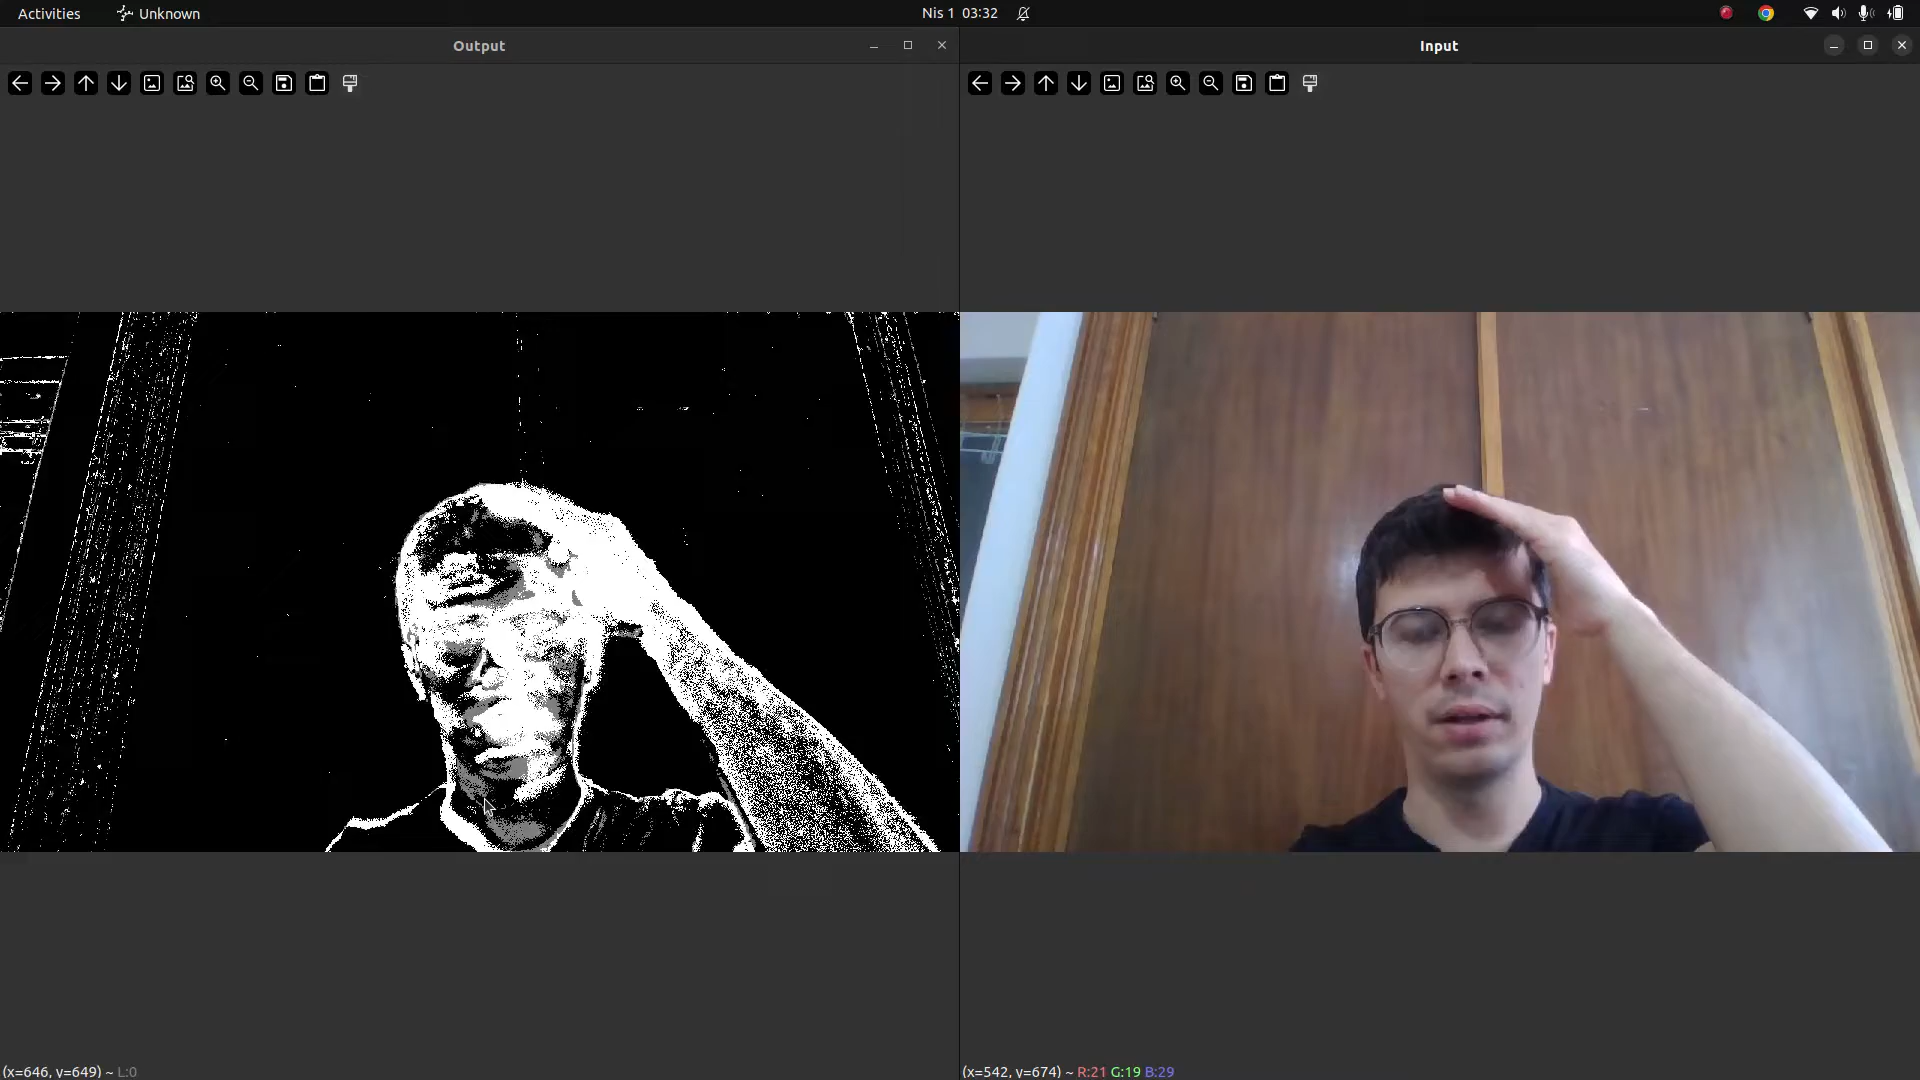 Activities Unknown Nis 1 03:32
Output Input
(x=646, y=649) ~ L:0 (x=542, y=674) ~ R:21 G:19 B:29